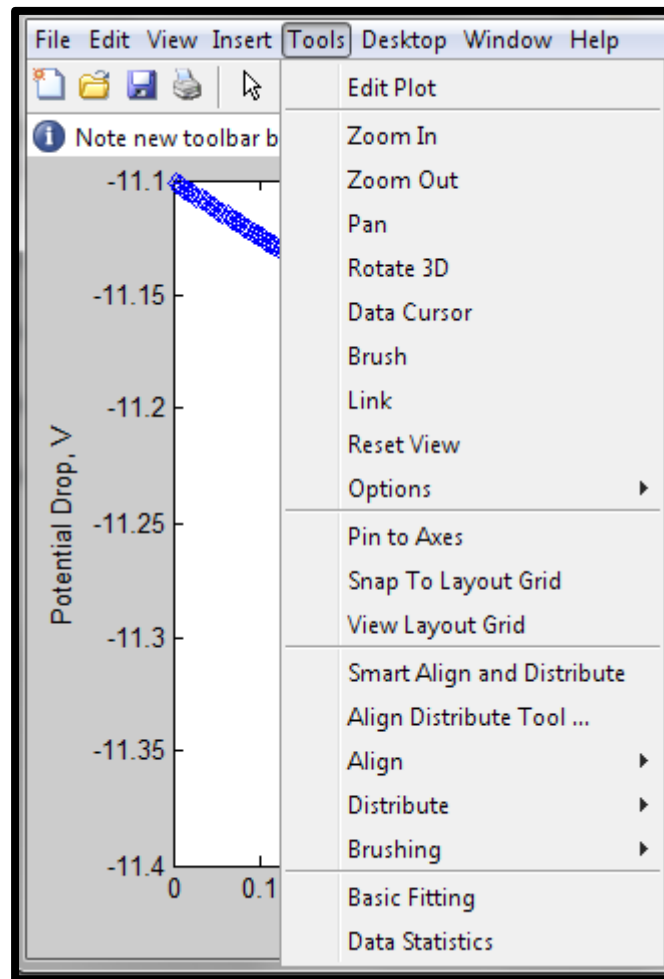 File Edit View Insert Tools Desktop Window Help
Note new toolbar b
Edit Plot
Zoom In
Zoom Out
Pan
Rotate 3D
Data Cursor
Brush
Link
Reset View
Options
Pin to Axes
Snap To Layout Grid
View Layout Grid
Smart Align and Distribute
Align Distribute Tool ...
Align
Distribute
Brushing
Basic Fitting
Data Statistics
Potential Drop, V
-11.1
-11.15
-11.2
-11.25
-11.3
-11.35
-11.4
0 0.1